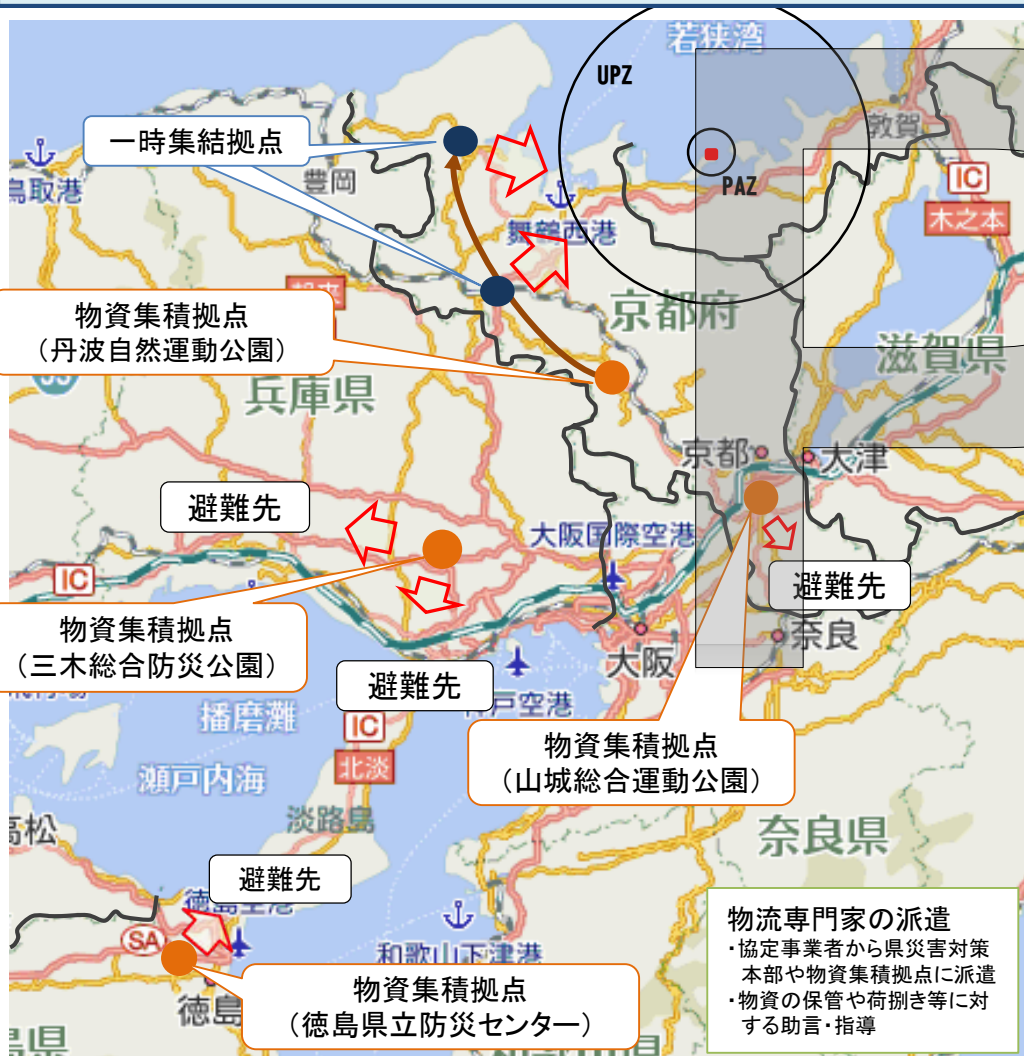 若狭湾
UPZ
PAZ
敦賀
一時集結拠点
豊岡
鳥取港
舞鶴西港
IC
木之本
物資集積拠点
（丹波自然運動公園）
京都府
滋賀県
兵庫県
京都
大津
避難先
大阪国際空港
IC
避難先
物資集積拠点
（三木総合防災公園）
大阪
奈良
避難先
神戸空港
播磨灘
IC
北淡
物資集積拠点
（山城総合運動公園）
瀬戸内海
淡路島
高松
奈良県
避難先
徳島空港
SA
和歌山下津港
物資集積拠点
（徳島県立防災センター）
徳島
物流専門家の派遣
・協定事業者から県災害対策
本部や物資集積拠点に派遣
・物資の保管や荷捌き等に対
する助言・指導
島県